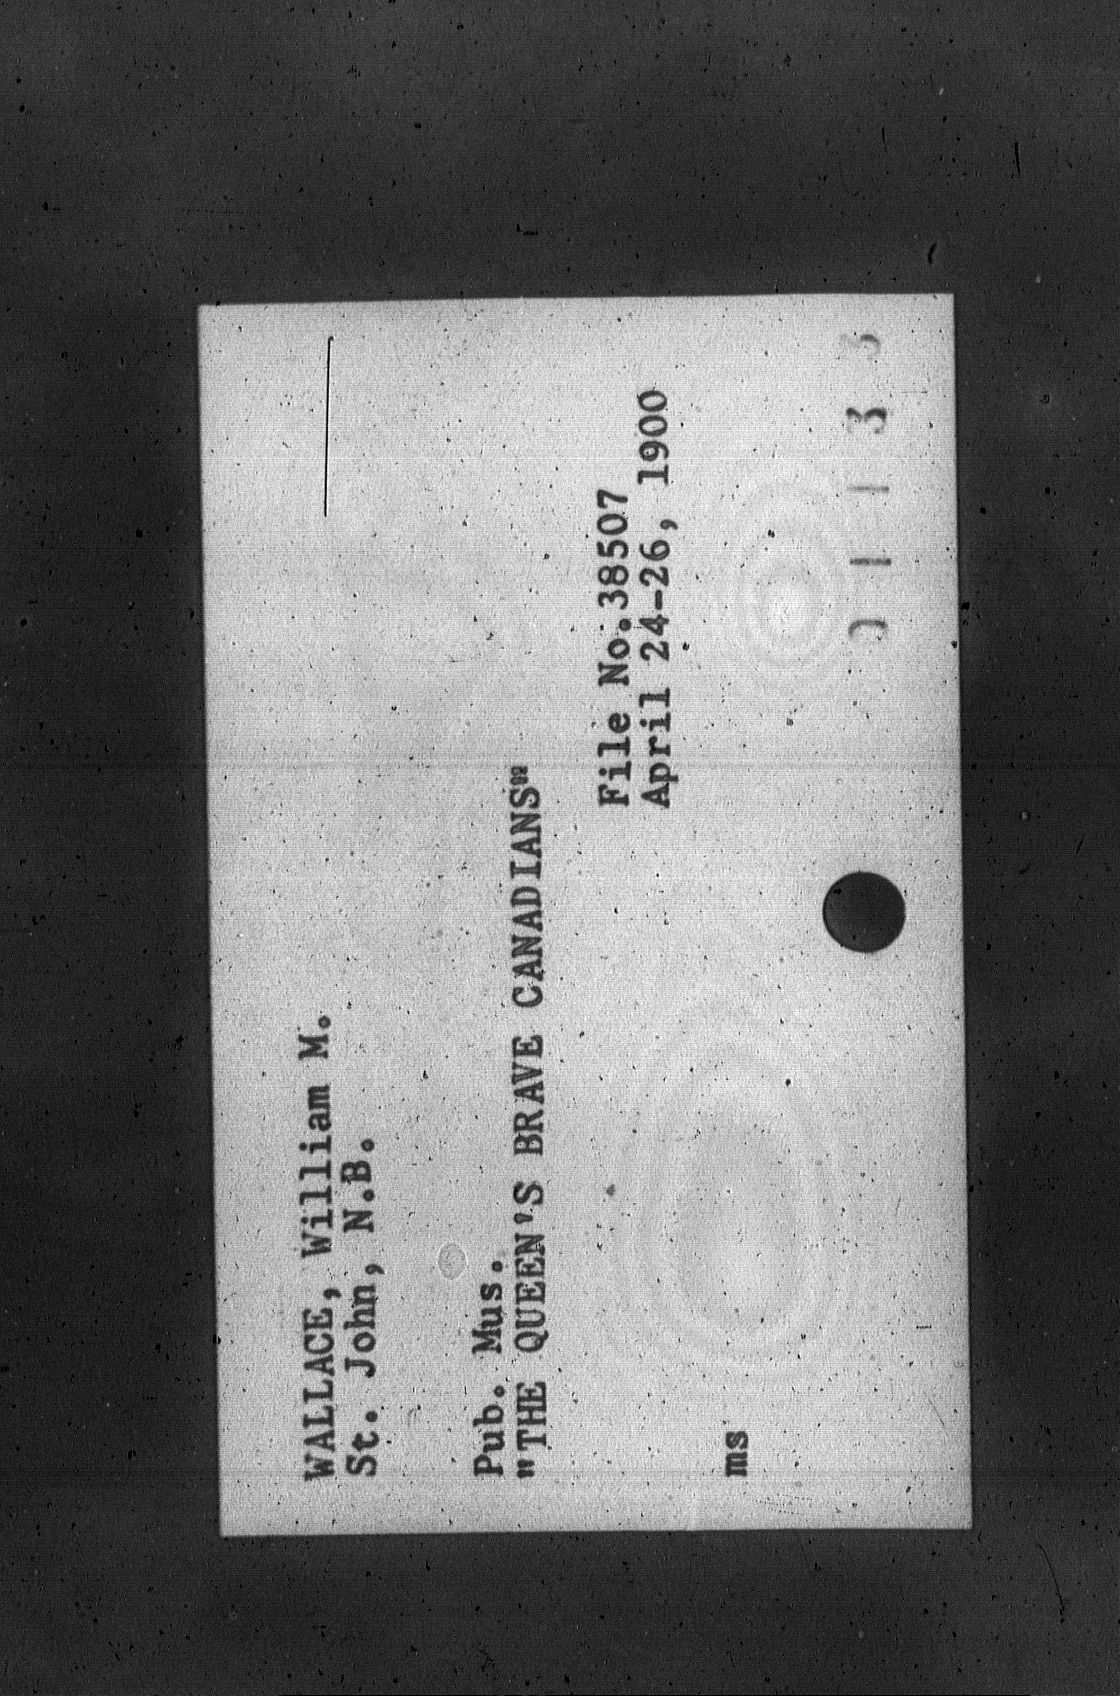 WALLACE, William M.
St. John, N.B.
Pub. Mus.
"THE QUEEN'S BRAVE CANADIANS"
File No.38507
April 24-26, 1900
ms